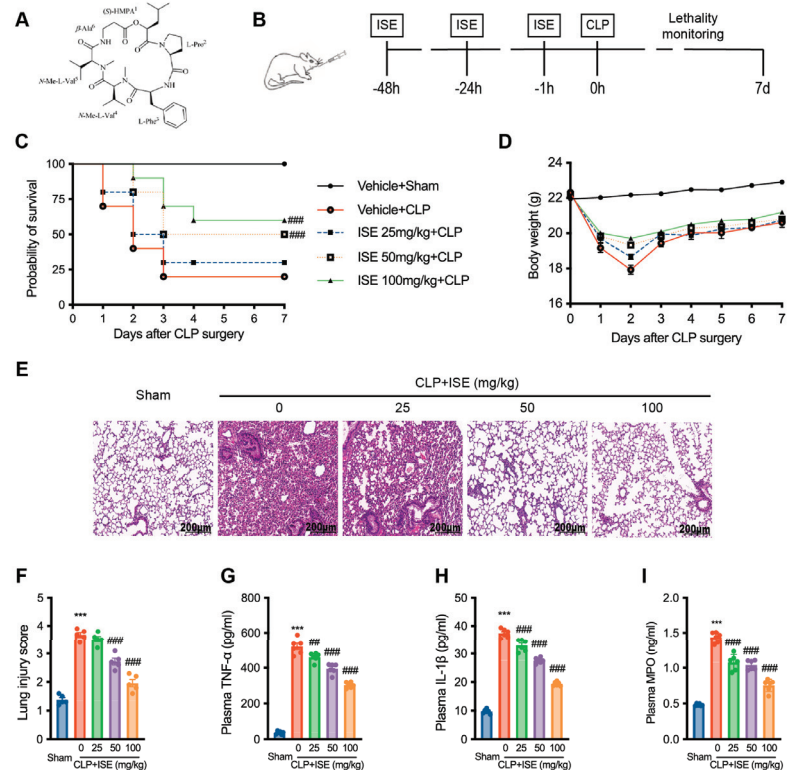 A
(S)-HMPA¹
β-Ala⁶
L-Pro²
N-Me-L-Val⁵
N-Me-L-Val⁴
L-Phe³
O
O
O
O
N
HN
O
N
N
O
O
NH
B
ISE
ISE
ISE
CLP
Lethality
monitoring
-48h
-24h
-1h
0h
7d
C
Probability of survival
100
75
50
25
0
0 1 2 3 4 5 6 7
Days after CLP surgery
###
###
Vehicle+Sham
Vehicle+CLP
ISE 25mg/kg+CLP
ISE 50mg/kg+CLP
ISE 100mg/kg+CLP
D
Body weight (g)
24
22
20
18
16
0 1 2 3 4 5 6 7
Days after CLP surgery
E
Sham
CLP+ISE (mg/kg)
0 25 50 100
200μm 200μm 200μm 200μm 200μm
F
Lung injury score
5
4
3
2
1
0
***
###
###
Sham 0 25 50 100
CLP+ISE (mg/kg)
G
Plasma TNF-α (pg/ml)
800
600
400
200
0
***
##
###
###
Sham 0 25 50 100
CLP+ISE (mg/kg)
H
Plasma IL-1β (pg/ml)
50
40
30
20
10
0
***
###
###
###
Sham 0 25 50 100
CLP+ISE (mg/kg)
I
Plasma MPO (ng/ml)
2.0
1.5
1.0
0.5
0.0
***
###
###
###
Sham 0 25 50 100
CLP+ISE (mg/kg)